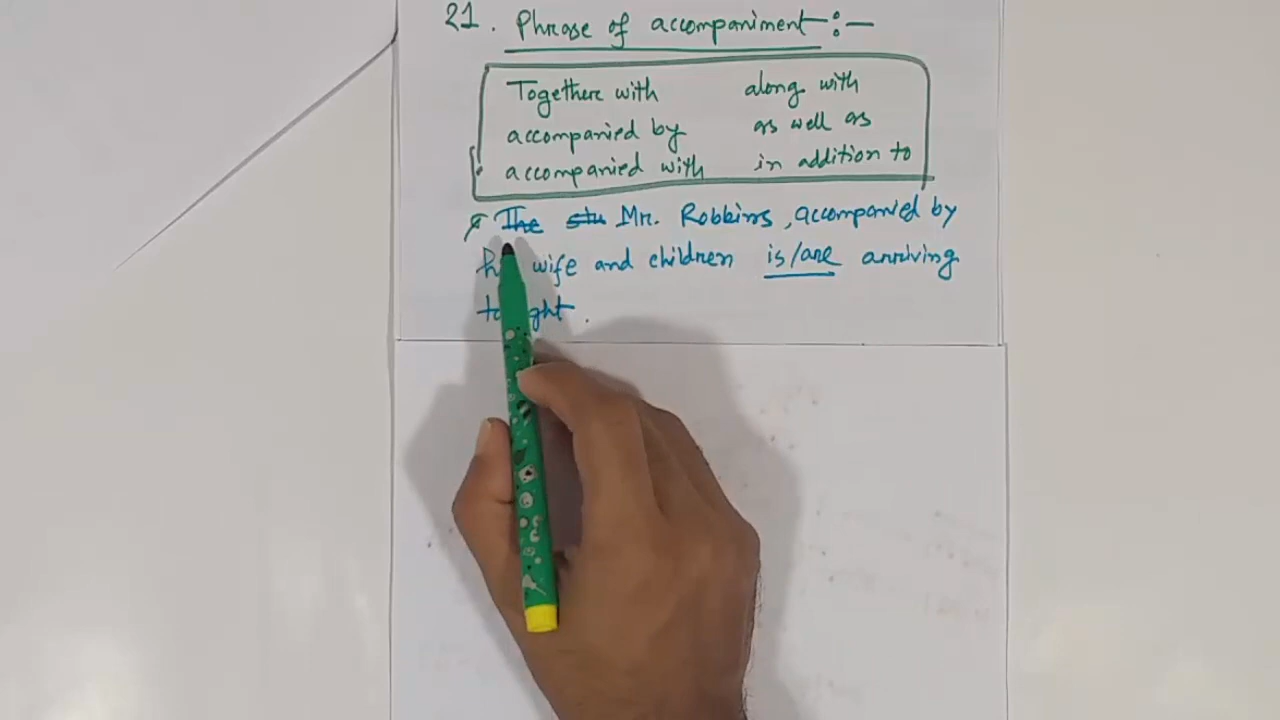 21. Phrase of accompaniment :-
Togethere with along with
accompanied by as well as
accompanied with in addition to
The stu Mr. Robbins, accompanied by
wife and children is/are arriving
.